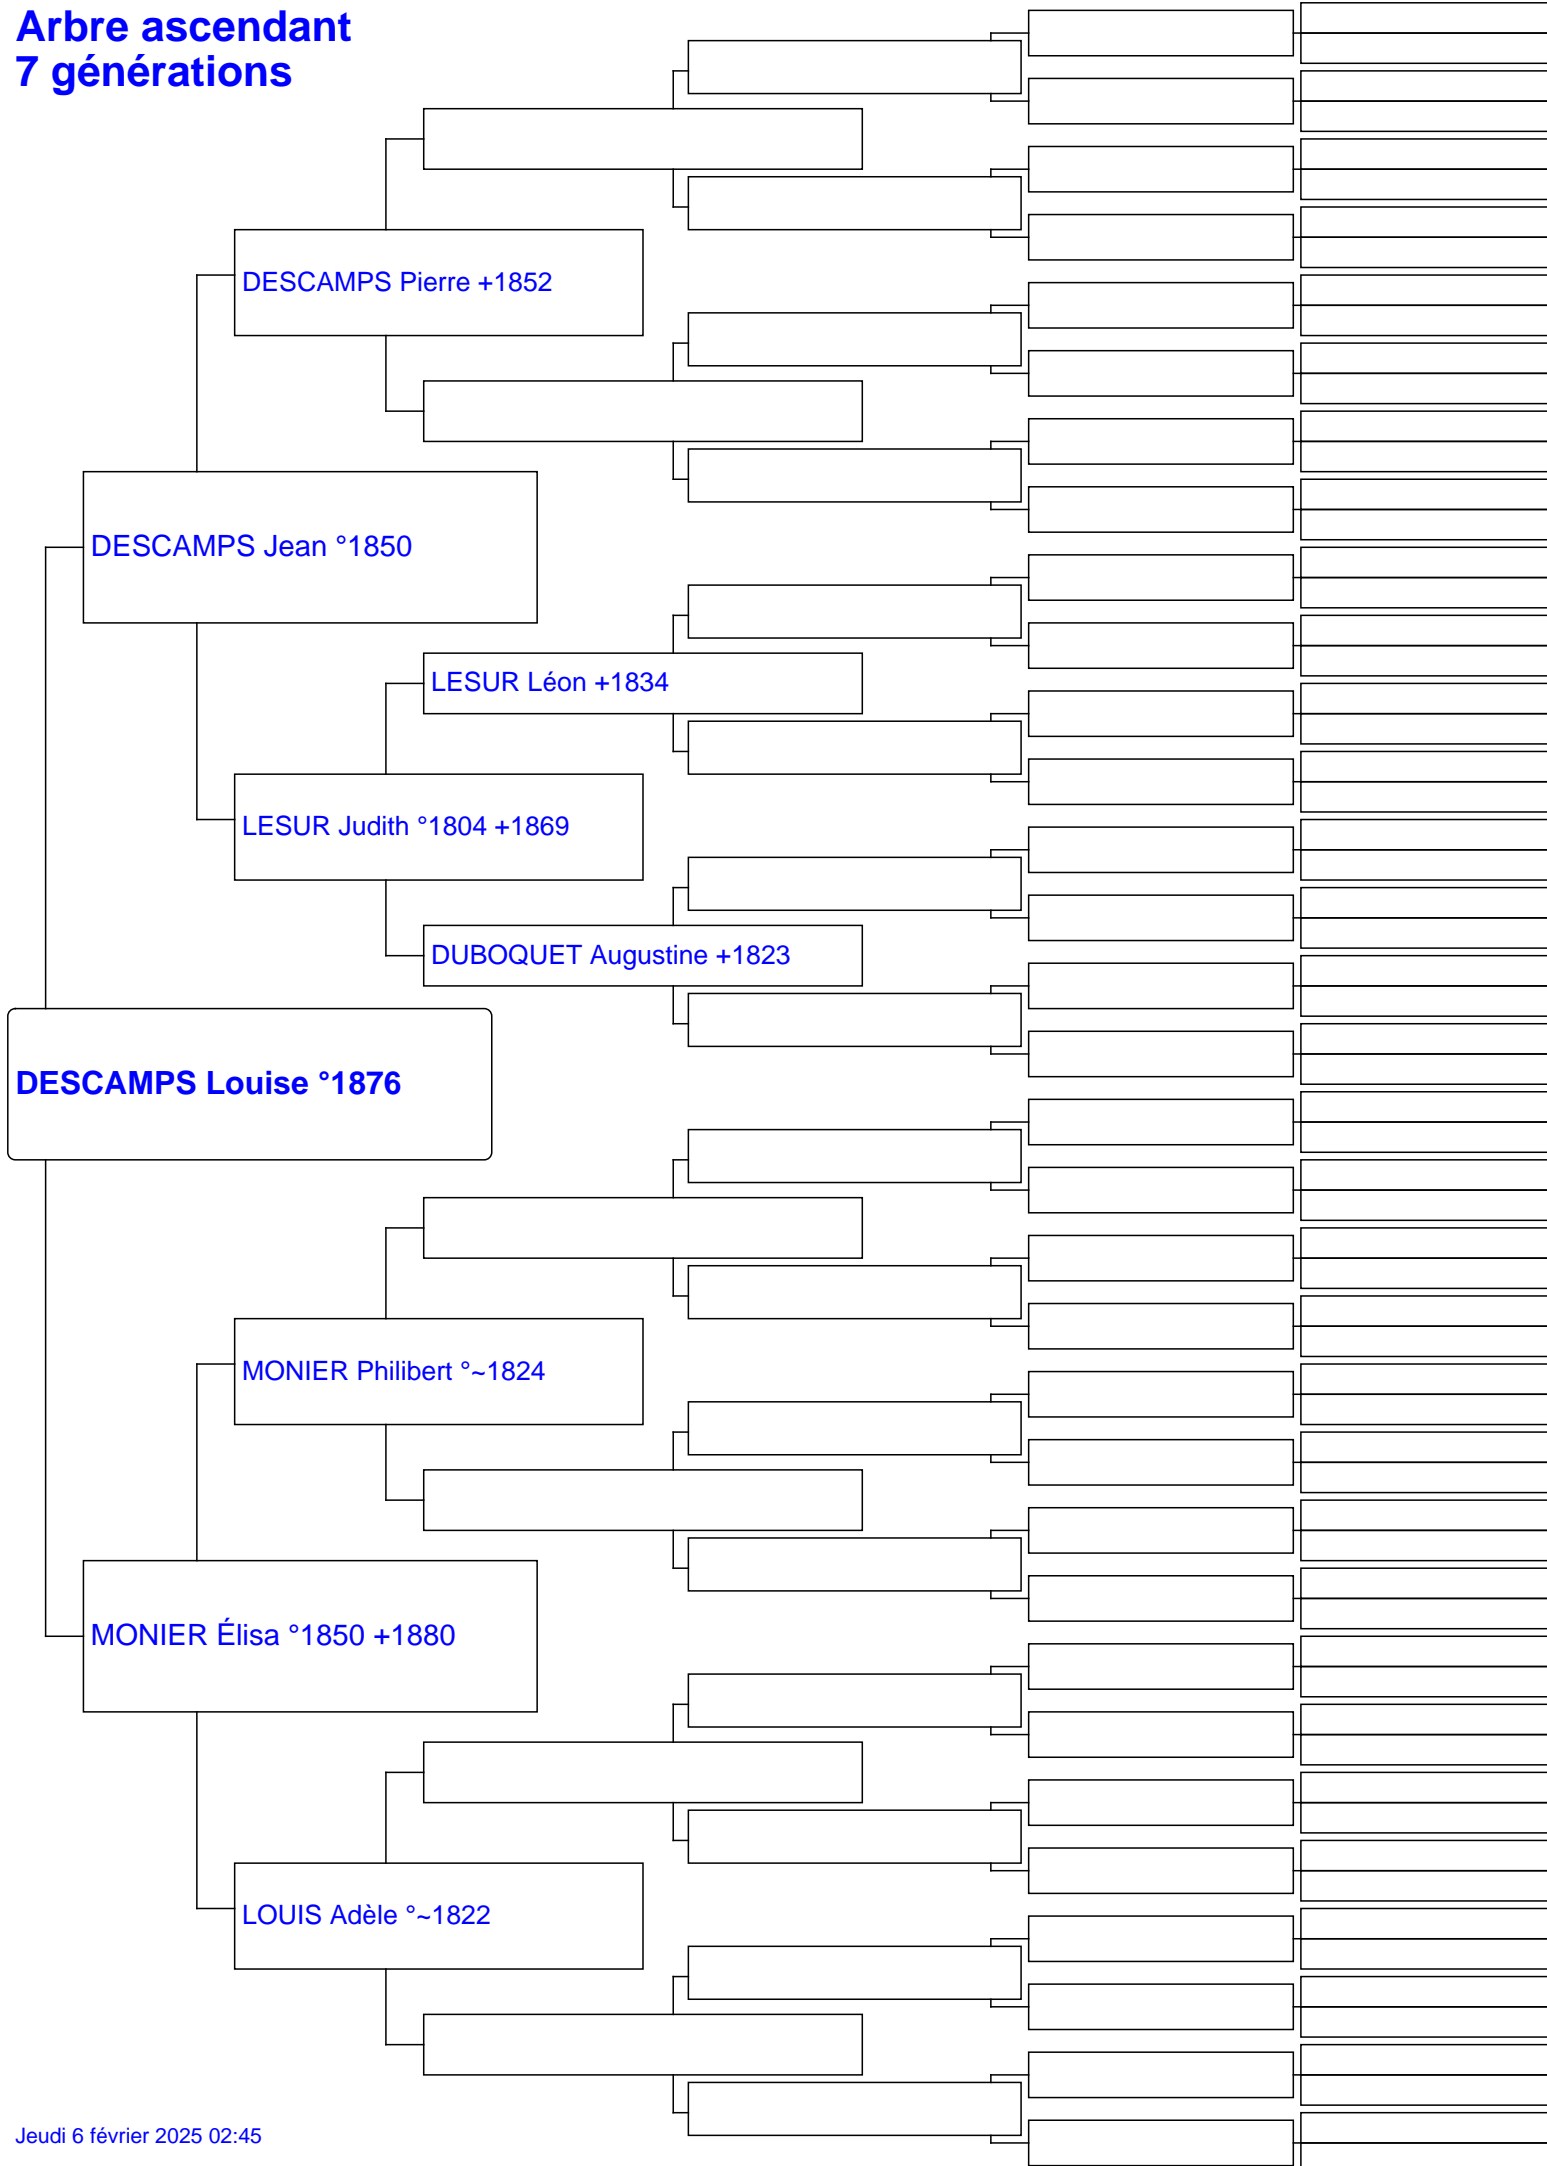 Arbre ascendant
7 générations
DESCAMPS Pierre +1852
DESCAMPS Jean °1850
LESUR Léon +1834
LESUR Judith °1804 +1869
DUBOQUET Augustine +1823
DESCAMPS Louise °1876
MONIER Philibert °~1824
MONIER Élisa °1850 +1880
LOUIS Adèle °~1822
Jeudi 6 février 2025 02:45